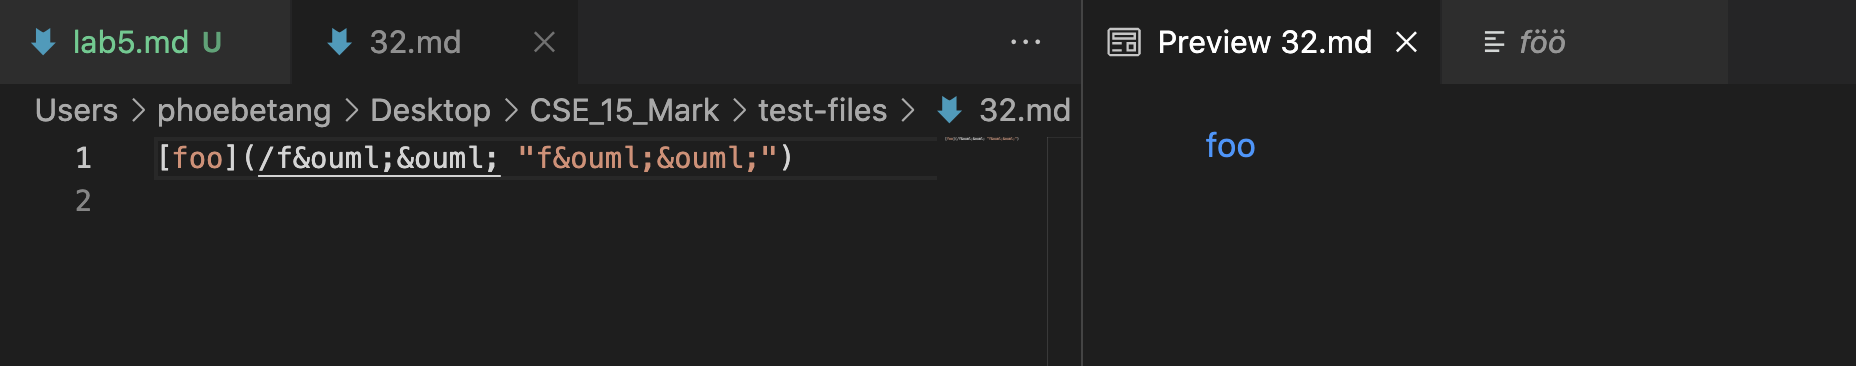 lab5.md U 32.md ... Preview 32.md föö
Users > phoebetang > Desktop > CSE_15_Mark > test-files > 32.md
1 [foo](/f&ouml;&ouml; "f&ouml;&ouml;")
2
foo